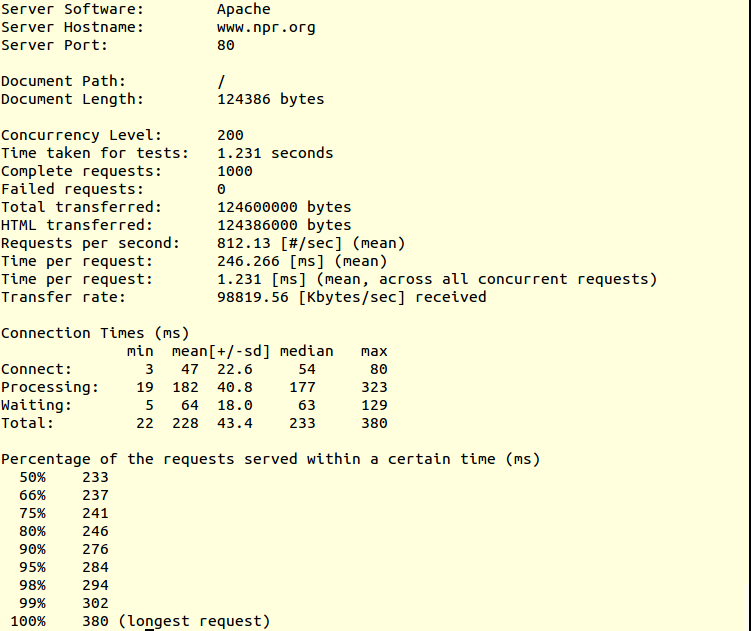 Server Software:        Apache
Server Hostname:        www.npr.org
Server Port:            80
Document Path:          /
Document Length:        124386 bytes
Concurrency Level:      200
Time taken for tests:   1.231 seconds
Complete requests:      1000
Failed requests:        0
Total transferred:      124600000 bytes
HTML transferred:       124386000 bytes
Requests per second:    812.13 [#/sec] (mean)
Time per request:       246.266 [ms] (mean)
Time per request:       1.231 [ms] (mean, across all concurrent requests)
Transfer rate:          98819.56 [Kbytes/sec] received
Connection Times (ms)
              min  mean[+/-sd] median   max
Connect:        3   47  22.6     54      80
Processing:    19  182  40.8    177     323
Waiting:        5   64  18.0     63     129
Total:         22  228  43.4    233     380
Percentage of the requests served within a certain time (ms)
  50%    233
  66%    237
  75%    241
  80%    246
  90%    276
  95%    284
  98%    294
  99%    302
 100%    380 (longest request)